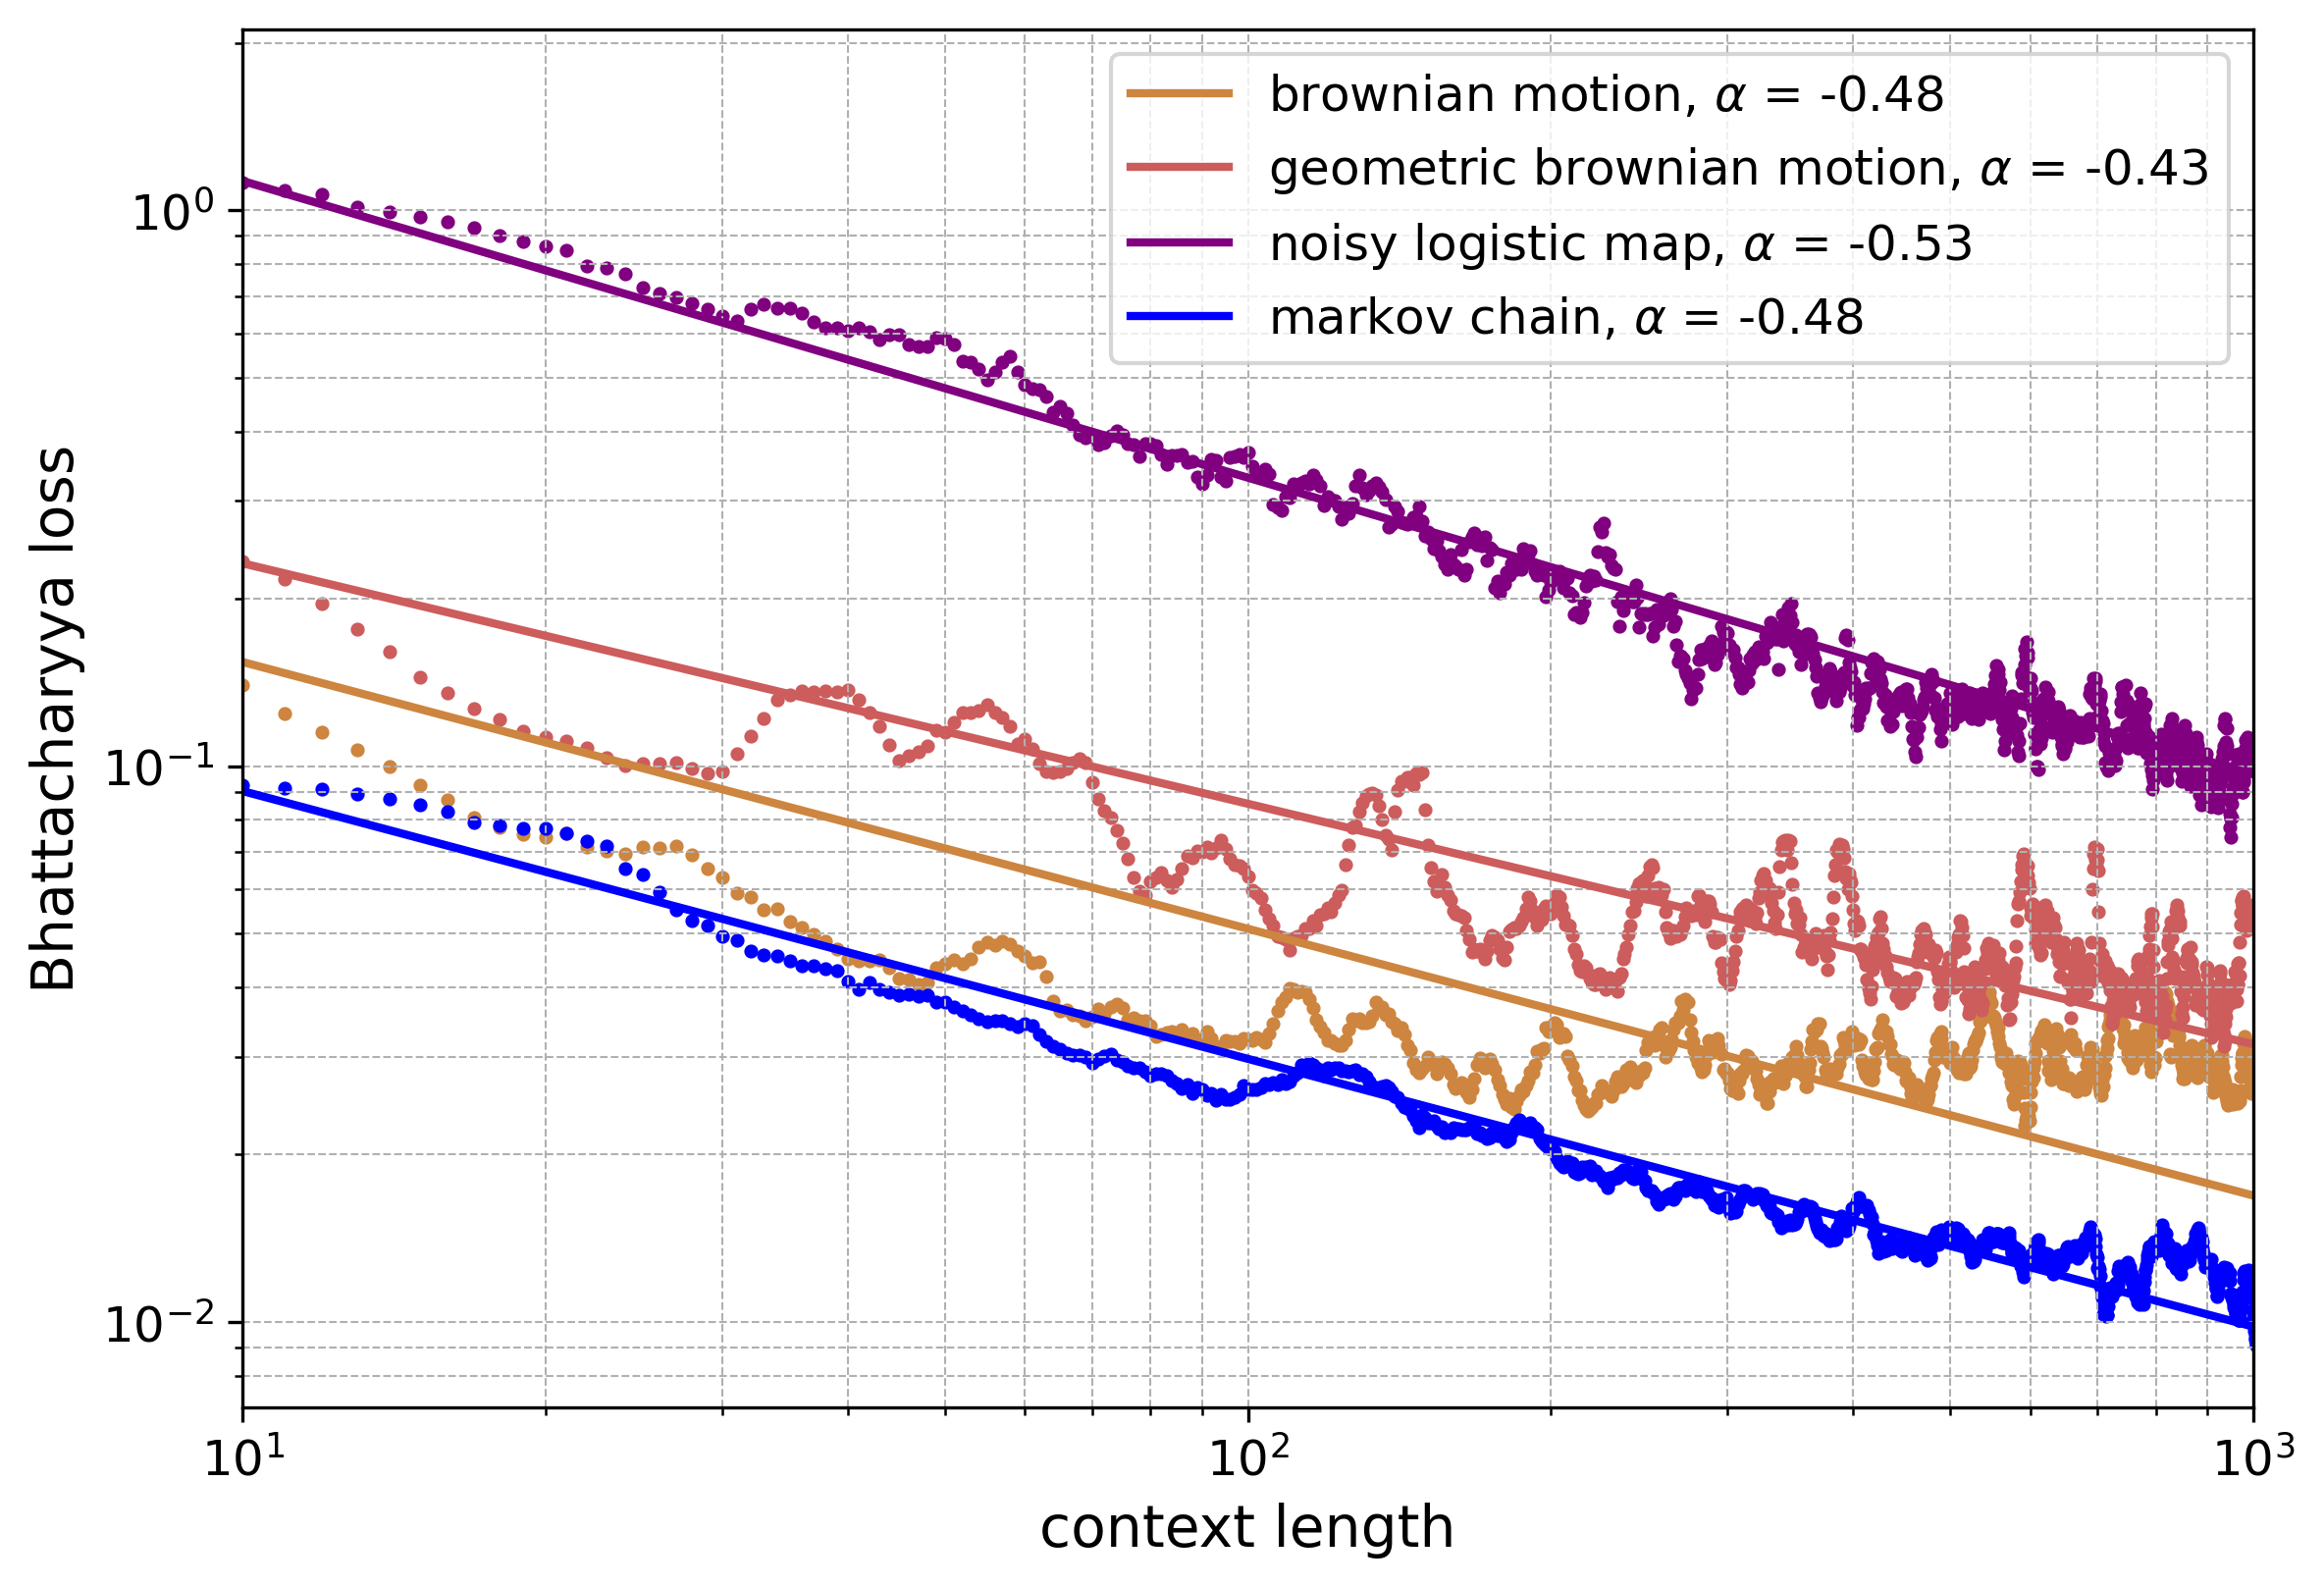 brownian motion, α = -0.48
geometric brownian motion, α = -0.43
noisy logistic map, α = -0.53
markov chain, α = -0.48
Bhattacharyya loss
10⁰
10⁻¹
10⁻²
10¹
10²
10³
context length